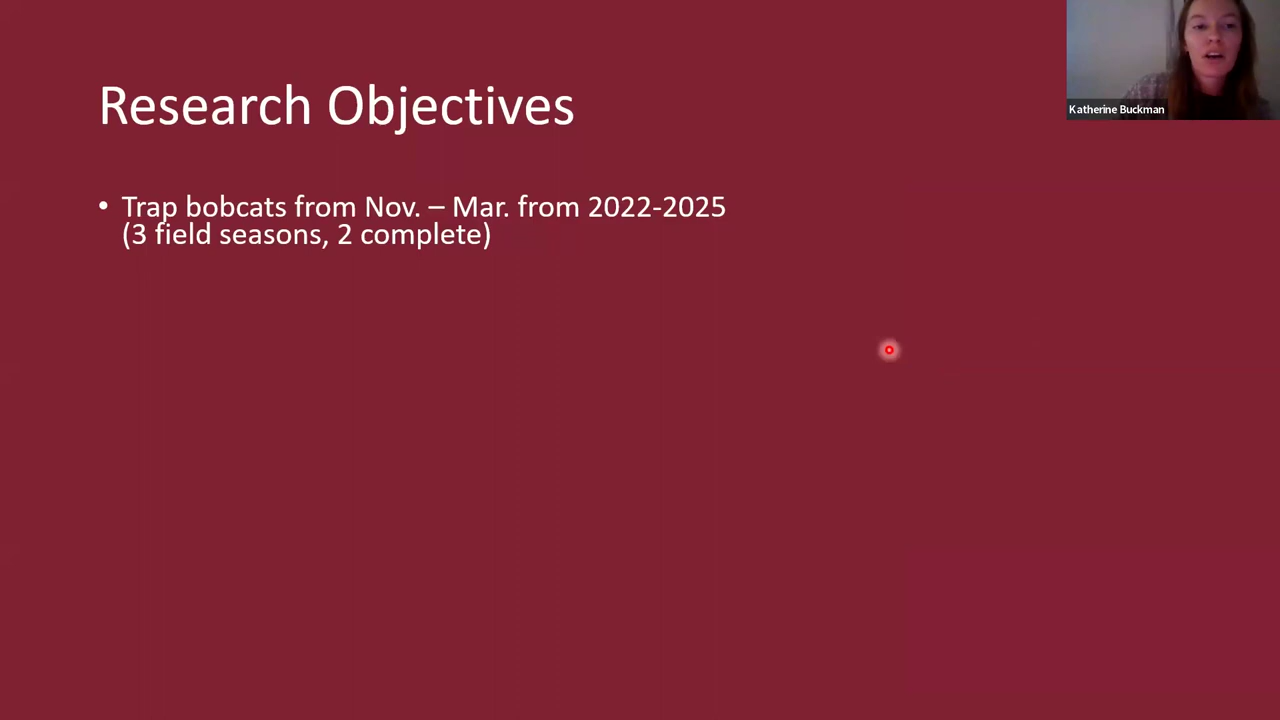 Research Objectives
• Trap bobcats from Nov. – Mar. from 2022-2025
(3 field seasons, 2 complete)
Katherine Buckman